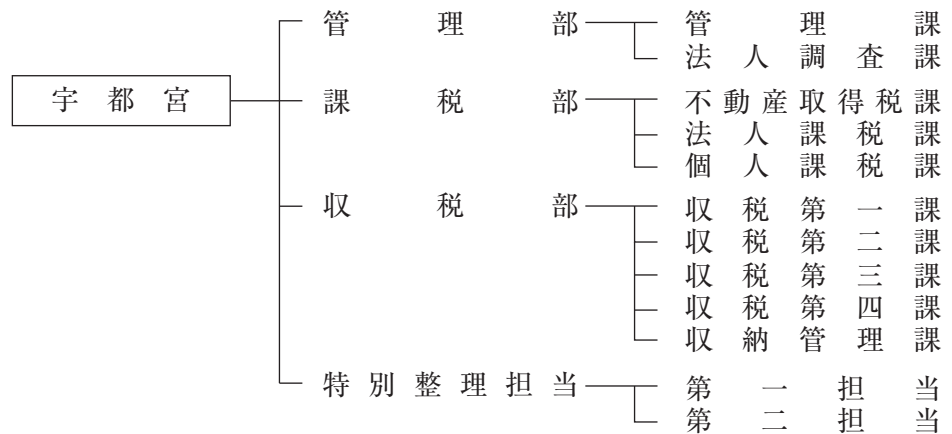 宇都宮
管理部
管理課
法人調査課
課税部
不動産取得税課
法人課税課
個人課税課
収税部
収税第一課
収税第二課
収税第三課
収税第四課
収納管理課
特別整理担当
第一担当
第二担当